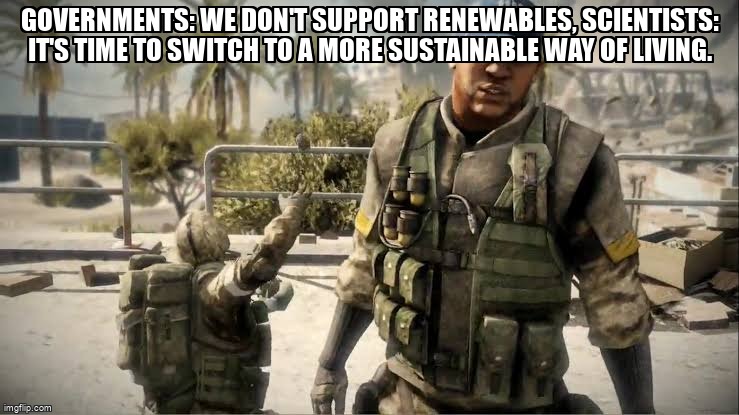 GOVERNMENTS: WE DON'T SUPPORT RENEWABLES, SCIENTISTS:
IT'S TIME TO SWITCH TO A MORE SUSTAINABLE WAY OF LIVING.
imgflip.com